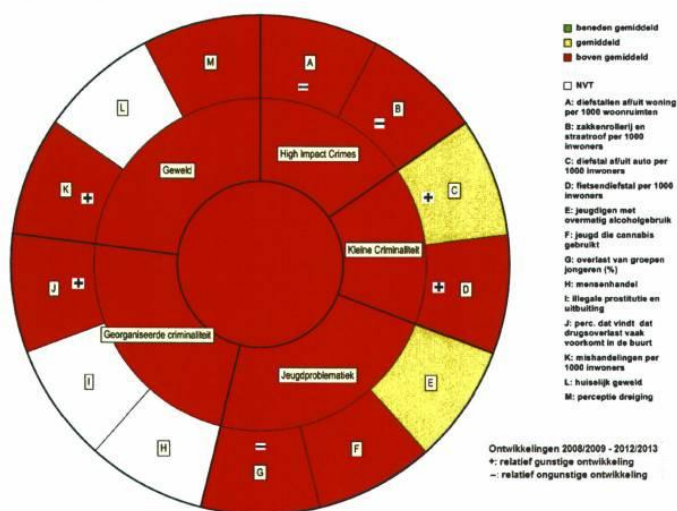 M
A
=
B
=
L
High Impact Crimes
Geweld
K
+
+
C
Kleine Criminaliteit
J
+
+
D
Georganiseerde criminaliteit
Jeugdproblematiek
I
E
H
=
G
F
beneden gemiddeld
gemiddeld
boven gemiddeld
NVT
A: diefstallen af/uit woning
per 1000 woonruimten
B: zakkenrollerij en
straatroof per 1000
inwoners
C: diefstal af/uit auto per
1000 inwoners
D: fietsendiefstal per 1000
inwoners
E: jeugdigen met
overmatig alcoholgebruik
F: jeugd die cannabis
gebruikt
G: overlast van groepen
jongeren (%)
H: mensenhandel
I: illegale prostitutie en
uitbuiting
J: perc. dat vindt dat
drugsoverlast vaak
voorkomt in de buurt
K: mishandelingen per
1000 inwoners
L: huiselijk geweld
M: perceptie dreiging
Ontwikkelingen 2008/2009 - 2012/2013
+: relatief gunstige ontwikkeling
–: relatief ongunstige ontwikkeling